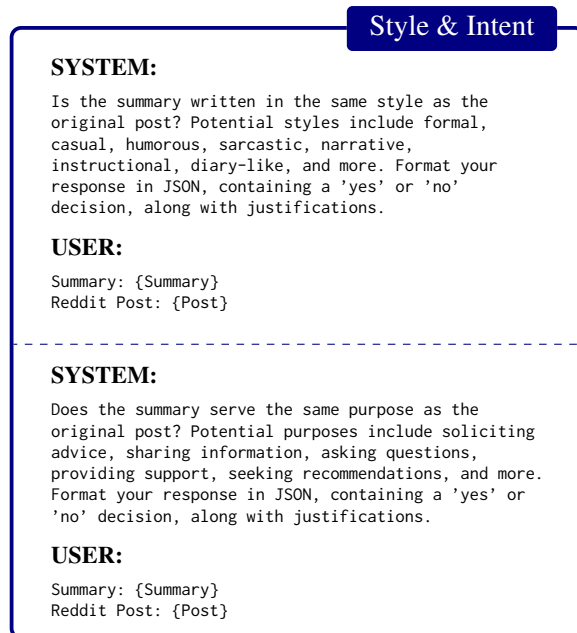 Style & Intent
SYSTEM:
Is the summary written in the same style as the
original post? Potential styles include formal,
casual, humorous, sarcastic, narrative,
instructional, diary-like, and more. Format your
response in JSON, containing a ’yes’ or ’no’
decision, along with justifications.
USER:
Summary: {Summary}
Reddit Post: {Post}
SYSTEM:
Does the summary serve the same purpose as the
original post? Potential purposes include soliciting
advice, sharing information, asking questions,
providing support, seeking recommendations, and more.
Format your response in JSON, containing a ’yes’ or
’no’ decision, along with justifications.
USER:
Summary: {Summary}
Reddit Post: {Post}